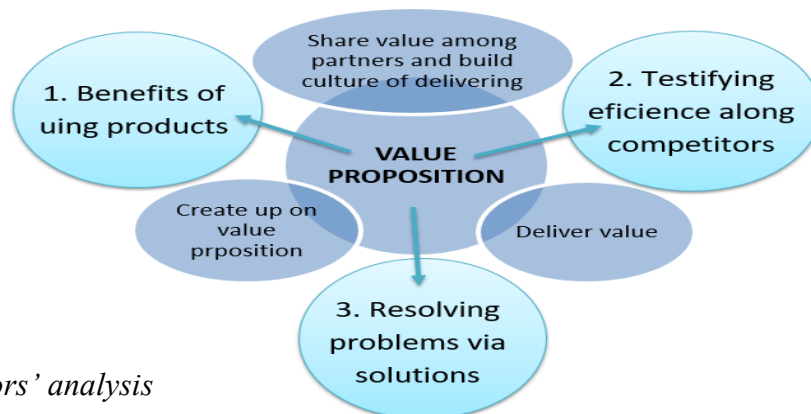 Share value among
partners and build
culture of delivering
1. Benefits of
uing products
2. Testifying
eficience along
competitors
VALUE
PROPOSITION
Create up on
value
prposition
Deliver value
3. Resolving
problems via
solutions
analysis